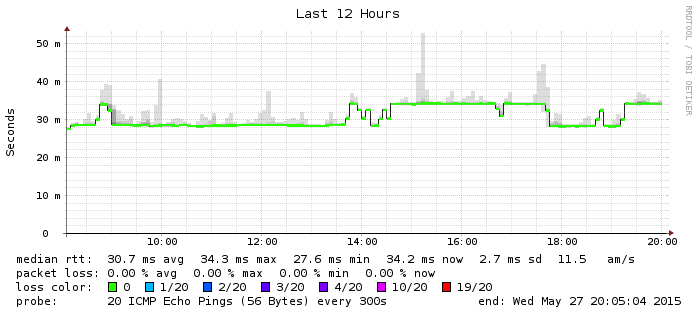 Last 12 Hours
RRDTOOL / TOBI OETIKER
Seconds
50 m
40 m
30 m
20 m
10 m
0
10:00 12:00 14:00 16:00 18:00 20:00
median rtt: 30.7 ms avg 34.3 ms max 27.6 ms min 34.2 ms now 2.7 ms sd 11.5 am/s
packet loss: 0.00 % avg 0.00 % max 0.00 % min 0.00 % now
loss color: 0 1/20 2/20 3/20 4/20 10/20 19/20
probe: 20 ICMP Echo Pings (56 Bytes) every 300s end: Wed May 27 20:05:04 2015